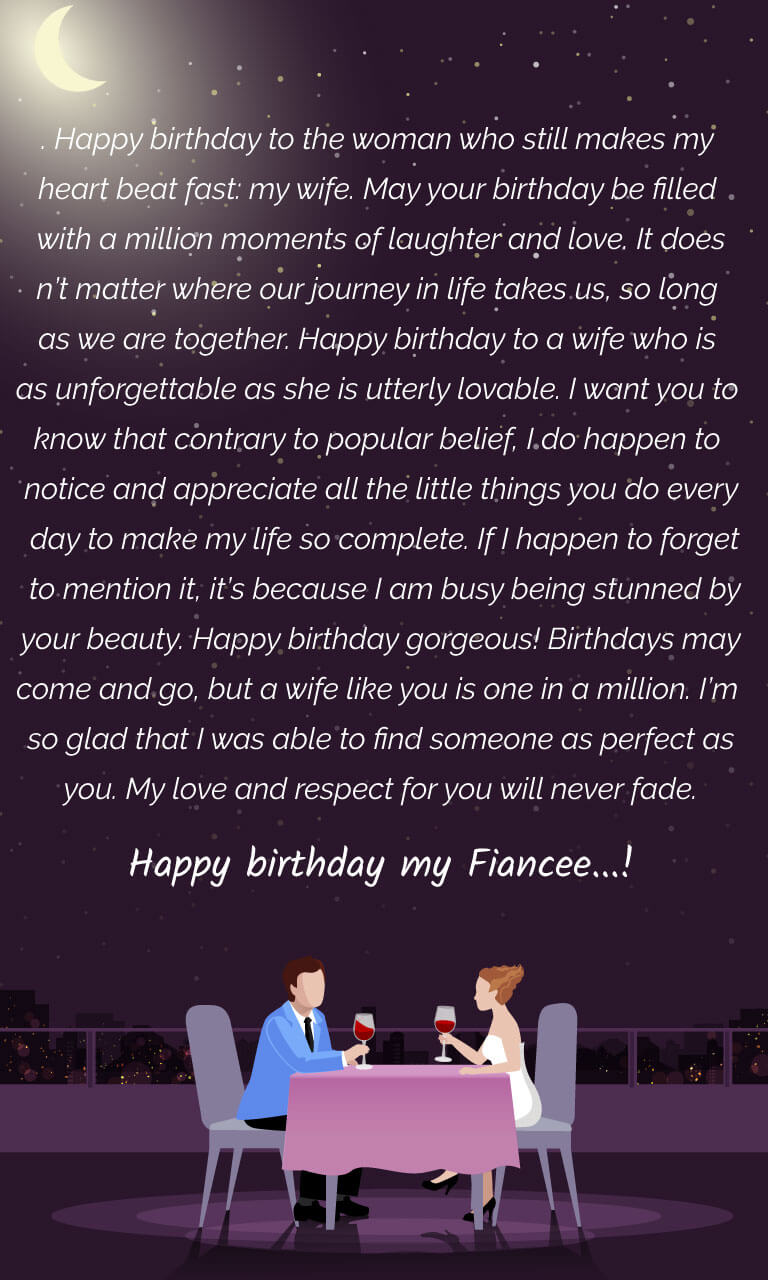 . Happy birthday to the woman who still makes my
heart beat fast: my wife. May your birthday be filled
with a million moments of laughter and love. It does
n't matter where our journey in life takes us, so long
as we are together. Happy birthday to a wife who is
as unforgettable as she is utterly lovable. I want you to
know that contrary to popular belief, I do happen to
notice and appreciate all the little things you do every
day to make my life so complete. If I happen to forget
to mention it, it’s because I am busy being stunned by
your beauty. Happy birthday gorgeous! Birthdays may
come and go, but a wife like you is one in a million. I’m
so glad that I was able to find someone as perfect as
you. My love and respect for you will never fade.
Happy birthday my Fiancee...!